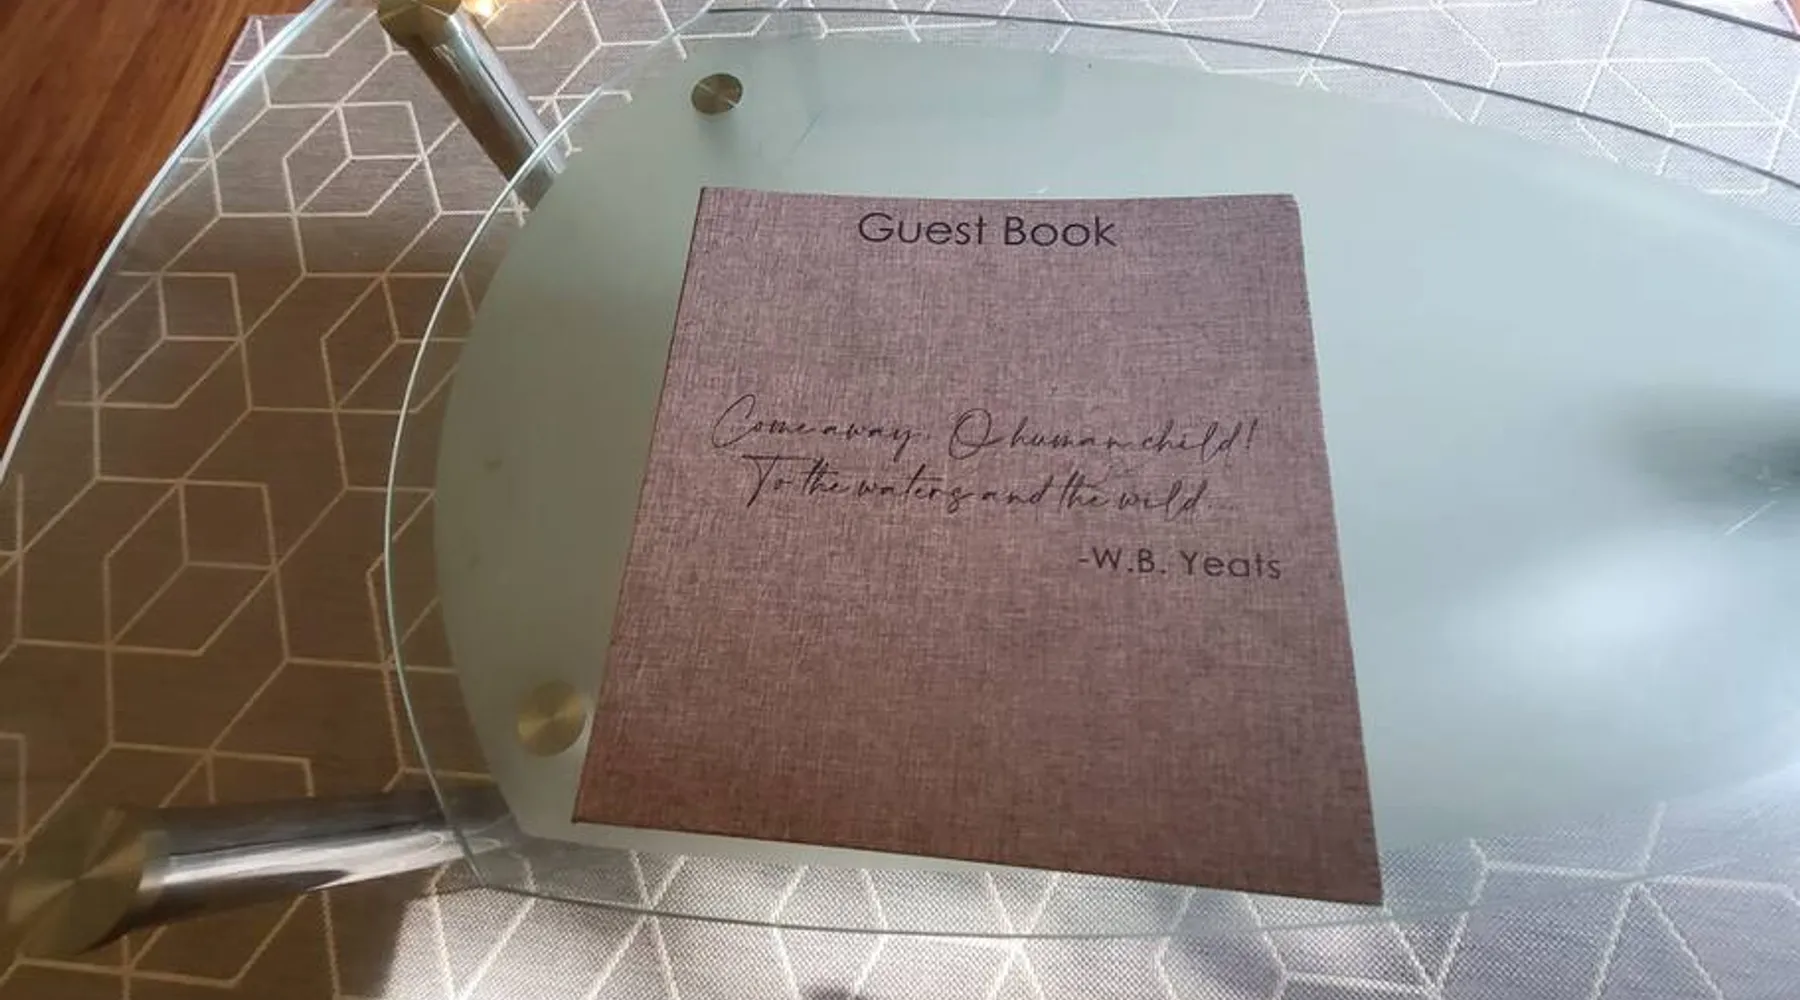 Guest Book
Come away, O human child!
To the waters and the wild...
-W.B. Yeats